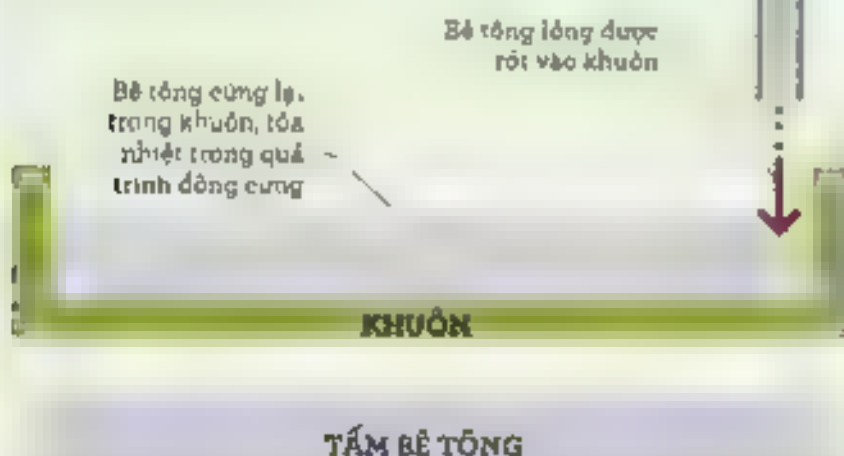 Bê tông lỏng được
rót vào khuôn
Bê tông cứng lại
trong khuôn, tỏa
nhiệt trong quá
trình đông cứng
KHUÔN
TẤM BÊ TÔNG